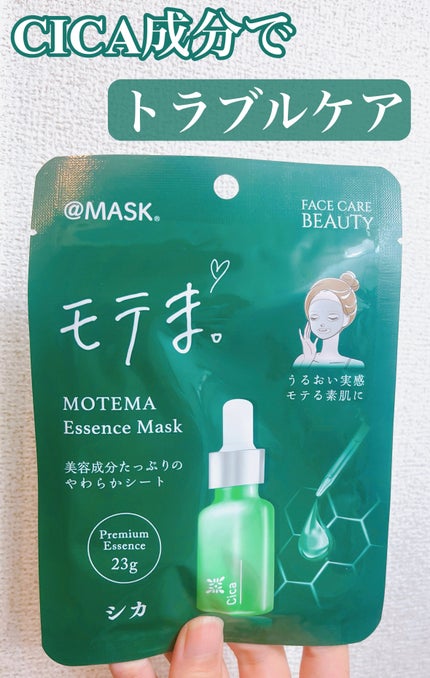 CICA成分で
トラブルケア
@MASK®
FACE CARE
BEAUTY
モテま。
うるおい実感
モテる素肌に
MOTEMA
Essence Mask
美容成分たっぷりの
やわらかシート
Premium
Essence
23g
Cica
シカ